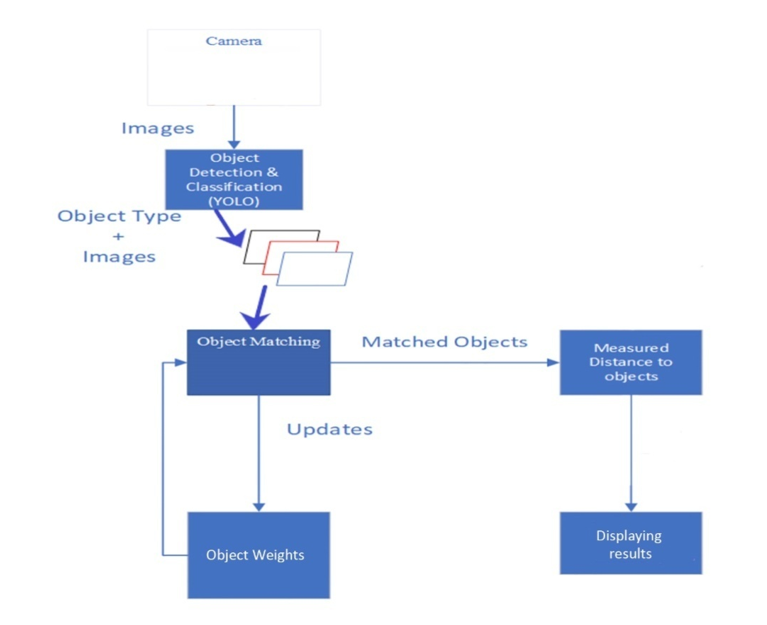 Camera
Images
Object
Detection &
Classification
(YOLO)
Object Type
+
Images
Object Matching
Matched Objects
Measured
Distance to
objects
Updates
Object Weights
Displaying
results